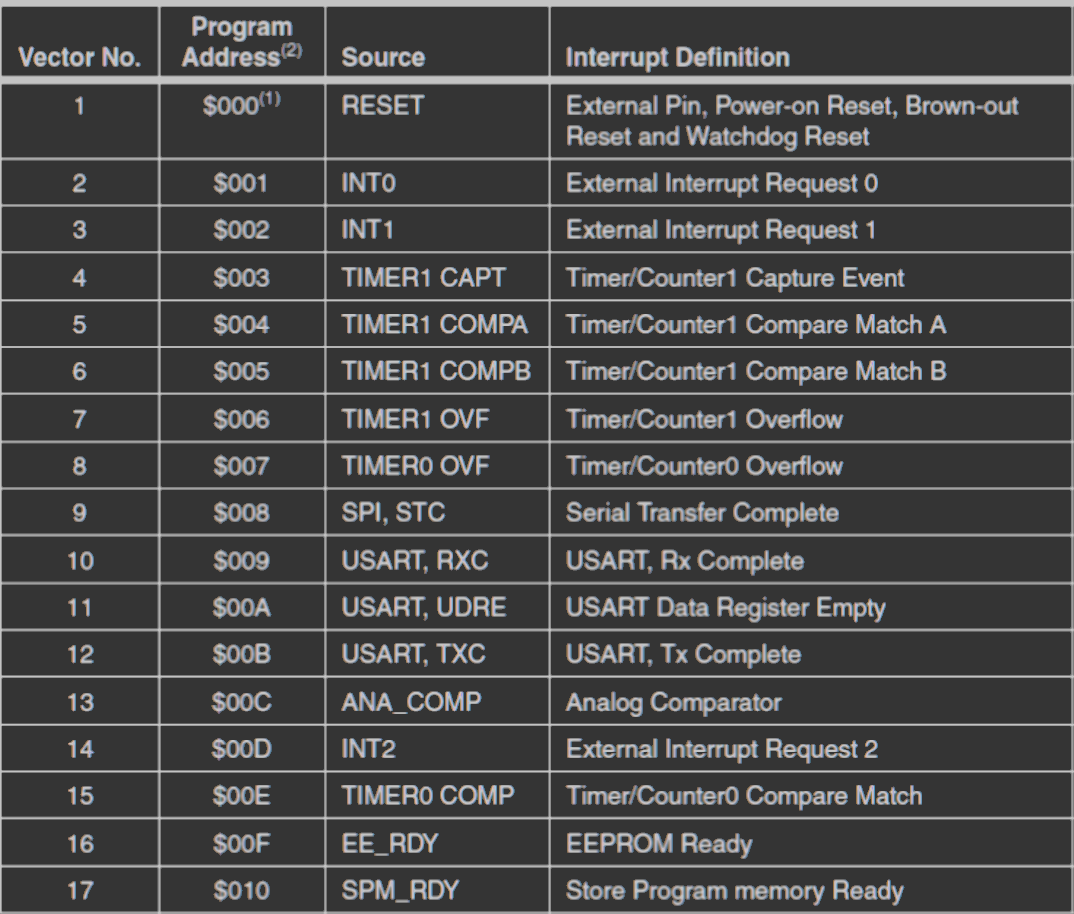 Vector No. Program Address(2) Source Interrupt Definition
1 $000(1) RESET External Pin, Power-on Reset, Brown-out
Reset and Watchdog Reset
2 $001 INT0 External Interrupt Request 0
3 $002 INT1 External Interrupt Request 1
4 $003 TIMER1 CAPT Timer/Counter1 Capture Event
5 $004 TIMER1 COMPA Timer/Counter1 Compare Match A
6 $005 TIMER1 COMPB Timer/Counter1 Compare Match B
7 $006 TIMER1 OVF Timer/Counter1 Overflow
8 $007 TIMER0 OVF Timer/Counter0 Overflow
9 $008 SPI, STC Serial Transfer Complete
10 $009 USART, RXC USART, Rx Complete
11 $00A USART, UDRE USART Data Register Empty
12 $00B USART, TXC USART, Tx Complete
13 $00C ANA_COMP Analog Comparator
14 $00D INT2 External Interrupt Request 2
15 $00E TIMER0 COMP Timer/Counter0 Compare Match
16 $00F EE_RDY EEPROM Ready
17 $010 SPM_RDY Store Program memory Ready